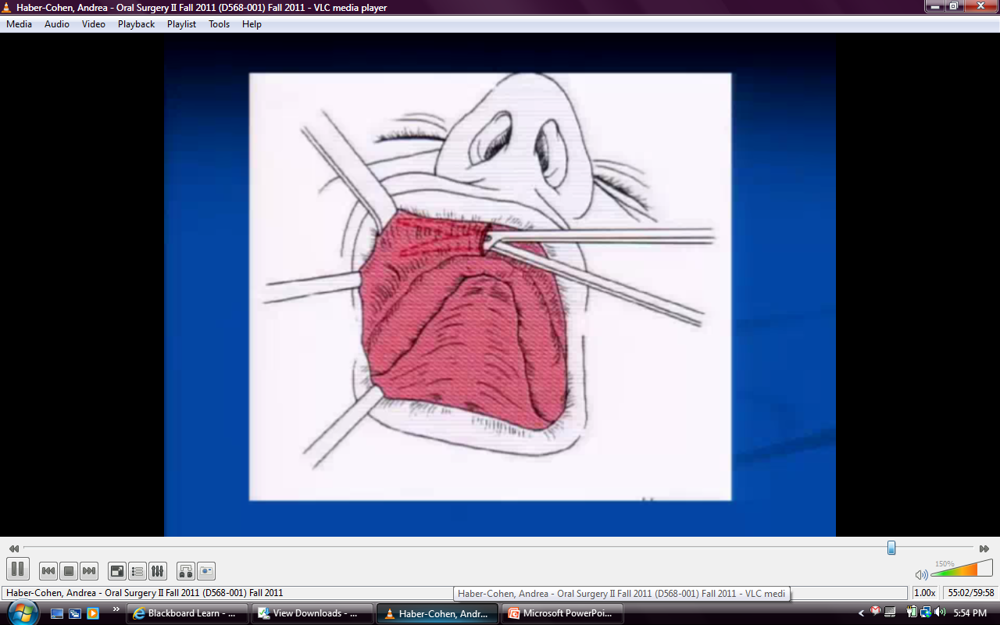 Haber-Cohen, Andrea - Oral Surgery II Fall 2011 (D568-001) Fall 2011 - VLC media player
Media Audio Video Playback Playlist Tools Help
150%
Haber-Cohen, Andrea - Oral Surgery II Fall 2011 (D568-001) Fall 2011
1.00x
55:02/59:58
Haber-Cohen, Andrea - Oral Surgery II Fall 2011 (D568-001) Fall 2011 - VLC medi
Blackboard Learn - ...
View Downloads - ...
Haber-Cohen, Andr...
Microsoft PowerPoi...
5:54 PM